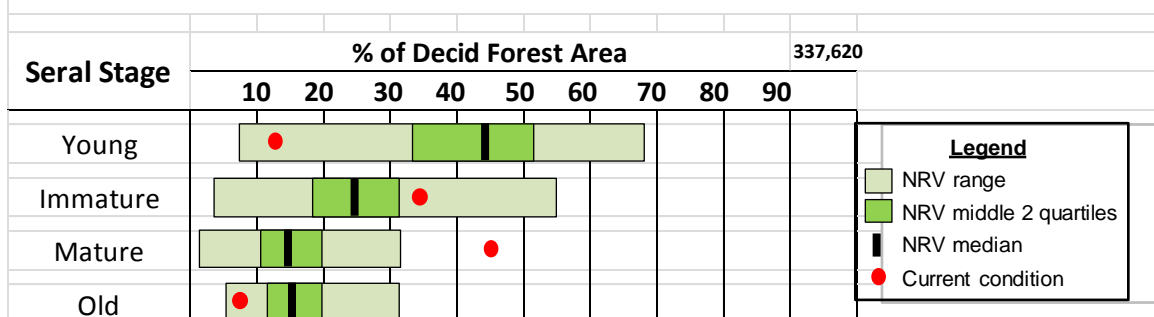 % of Decid Forest Area 337,620
Seral Stage
10 20 30 40 50 60 70 80 90
Young
Immature
Mature
Old
Legend
NRV range
NRV middle 2 quartiles
NRV median
Current condition